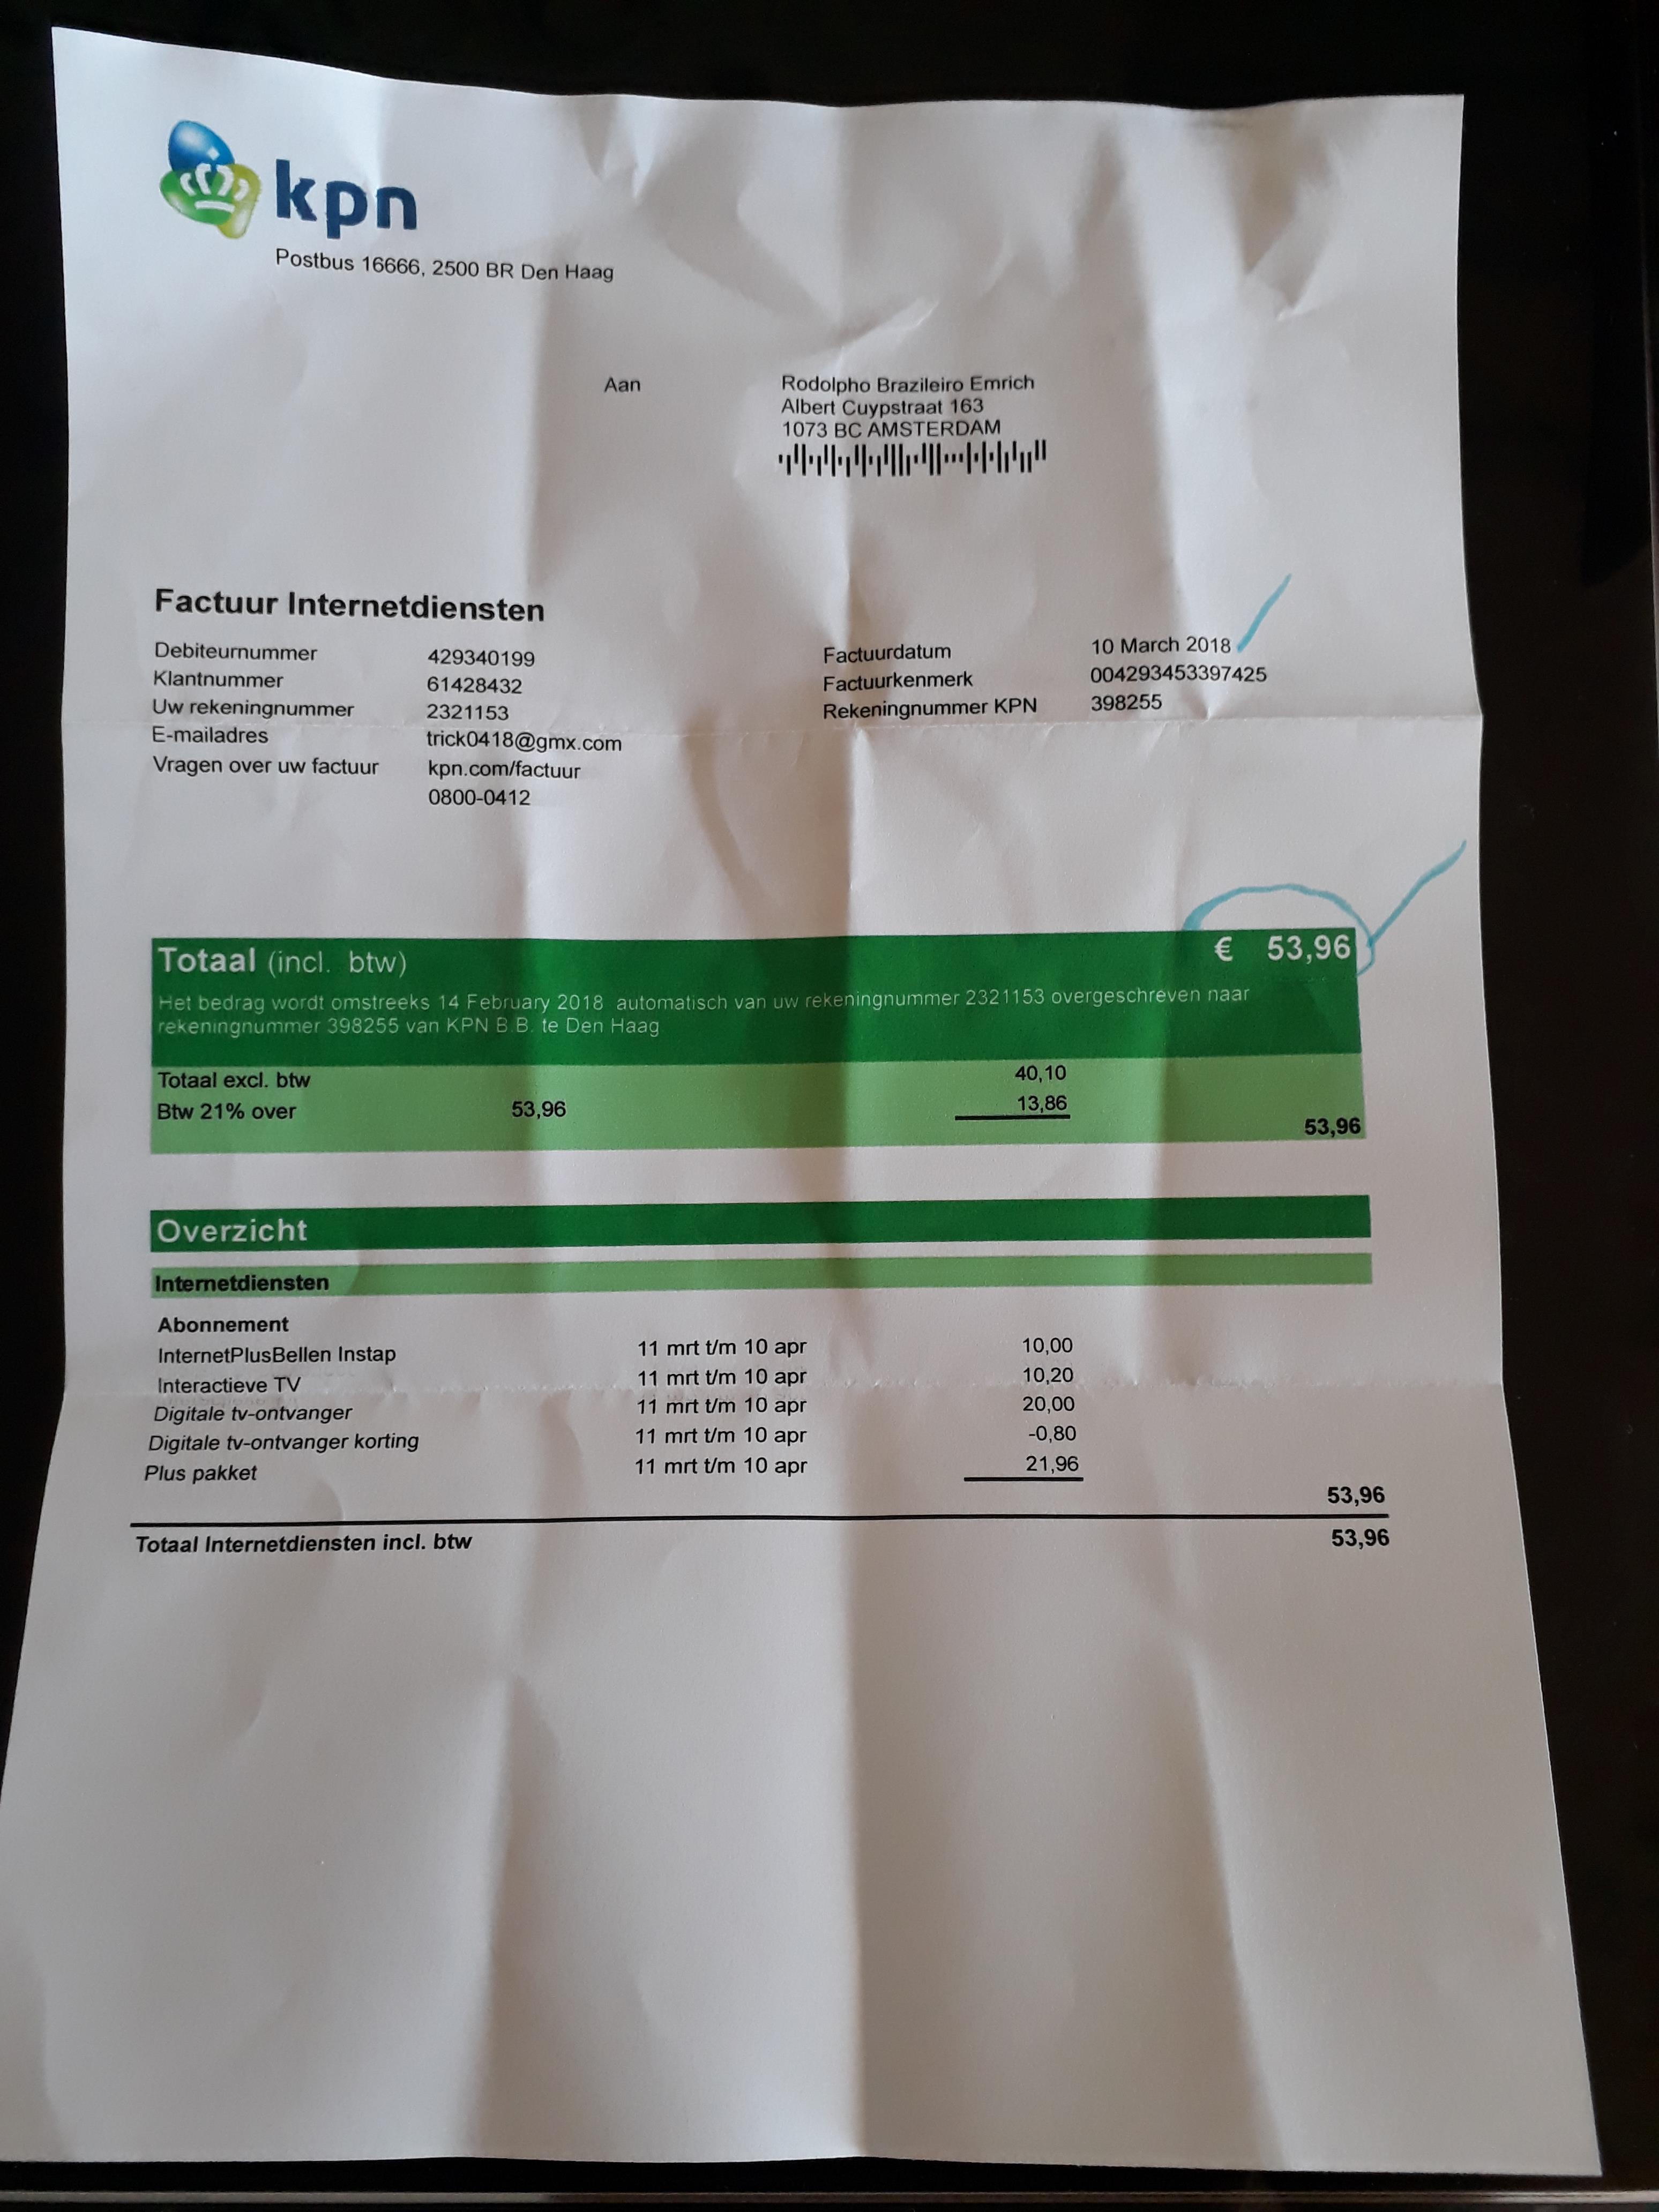 kpn
Postbus 16666, 2500 BR Den Haag
Aan
Rodolpho Brazileiro Emrich
Albert Cuypstraat 163
1073 BC AMSTERDAM
Factuur Internetdiensten
Debiteurnummer 429340199
Klantnummer 61428432
Uw rekeningnummer 2321153
E-mailadres trick0418@gmx.com
Vragen over uw factuur kpn.com/factuur
0800-0412
Factuurdatum 10 March 2018
Factuurkenmerk 004293453397425
Rekeningnummer KPN 398255
Totaal (incl. btw) € 53,96
Het bedrag wordt omstreeks 14 February 2018 automatisch van uw rekeningnummer 2321153 overgeschreven naar
rekeningnummer 398255 van KPN B.B. te Den Haag
Totaal excl. btw 40,10
Btw 21% over 53,96 13,86
53,96
Overzicht
Internetdiensten
Abonnement
InternetPlusBellen Instap 11 mrt t/m 10 apr 10,00
Interactieve TV 11 mrt t/m 10 apr 10,20
Digitale tv-ontvanger 11 mrt t/m 10 apr 20,00
Digitale tv-ontvanger korting 11 mrt t/m 10 apr -0,80
Plus pakket 11 mrt t/m 10 apr 21,96
53,96
Totaal Internetdiensten incl. btw 53,96